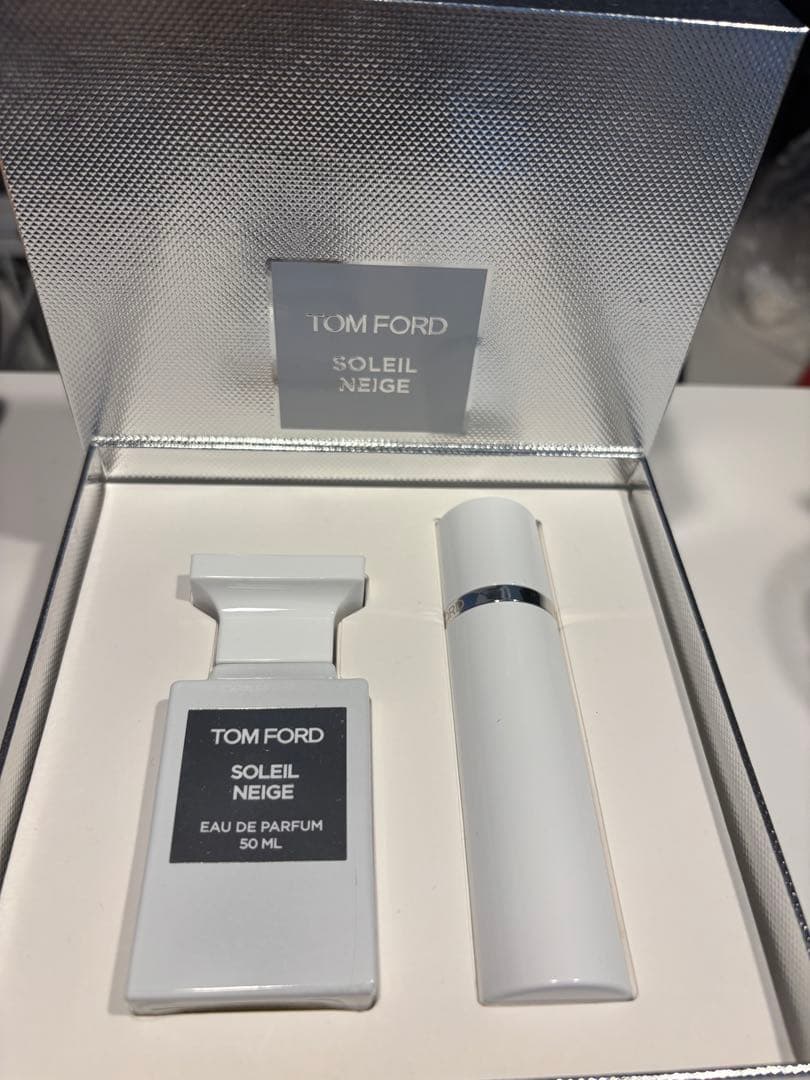 TOM FORD
SOLEIL
NEIGE
TOM FORD
SOLEIL
NEIGE
EAU DE PARFUM
50 ML